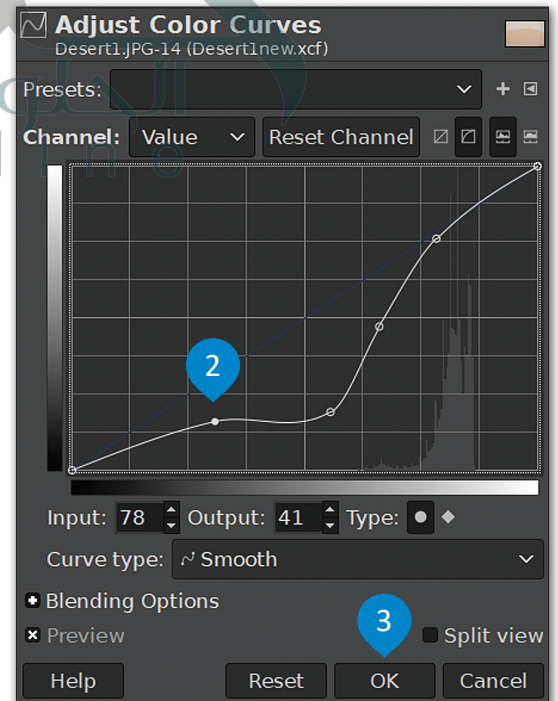 Adjust Color Curves
Desert1.JPG-14 (Desert1new.xcf)
Presets:
Channel: Value Reset Channel
2
Input: 78 Output: 41 Type:
Curve type: Smooth
Blending Options
3
Preview Split view
Help Reset OK Cancel